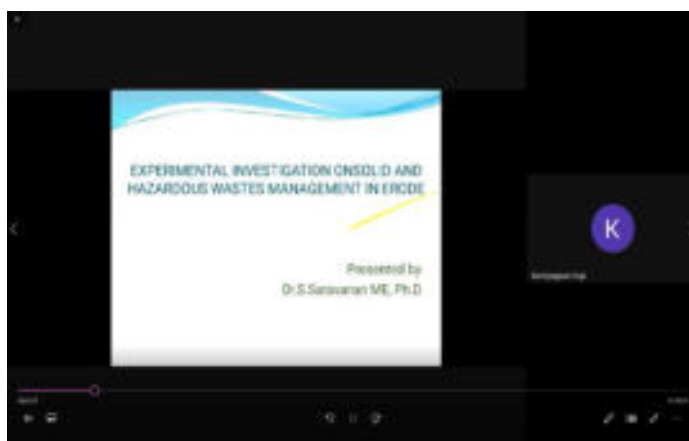 EXPERIMENTAL INVESTIGATION ONSOLID AND
HAZARDOUS WASTES MANAGEMENT IN ERODE
Presented by
Dr.S.Saravanan ME, Ph.D
K